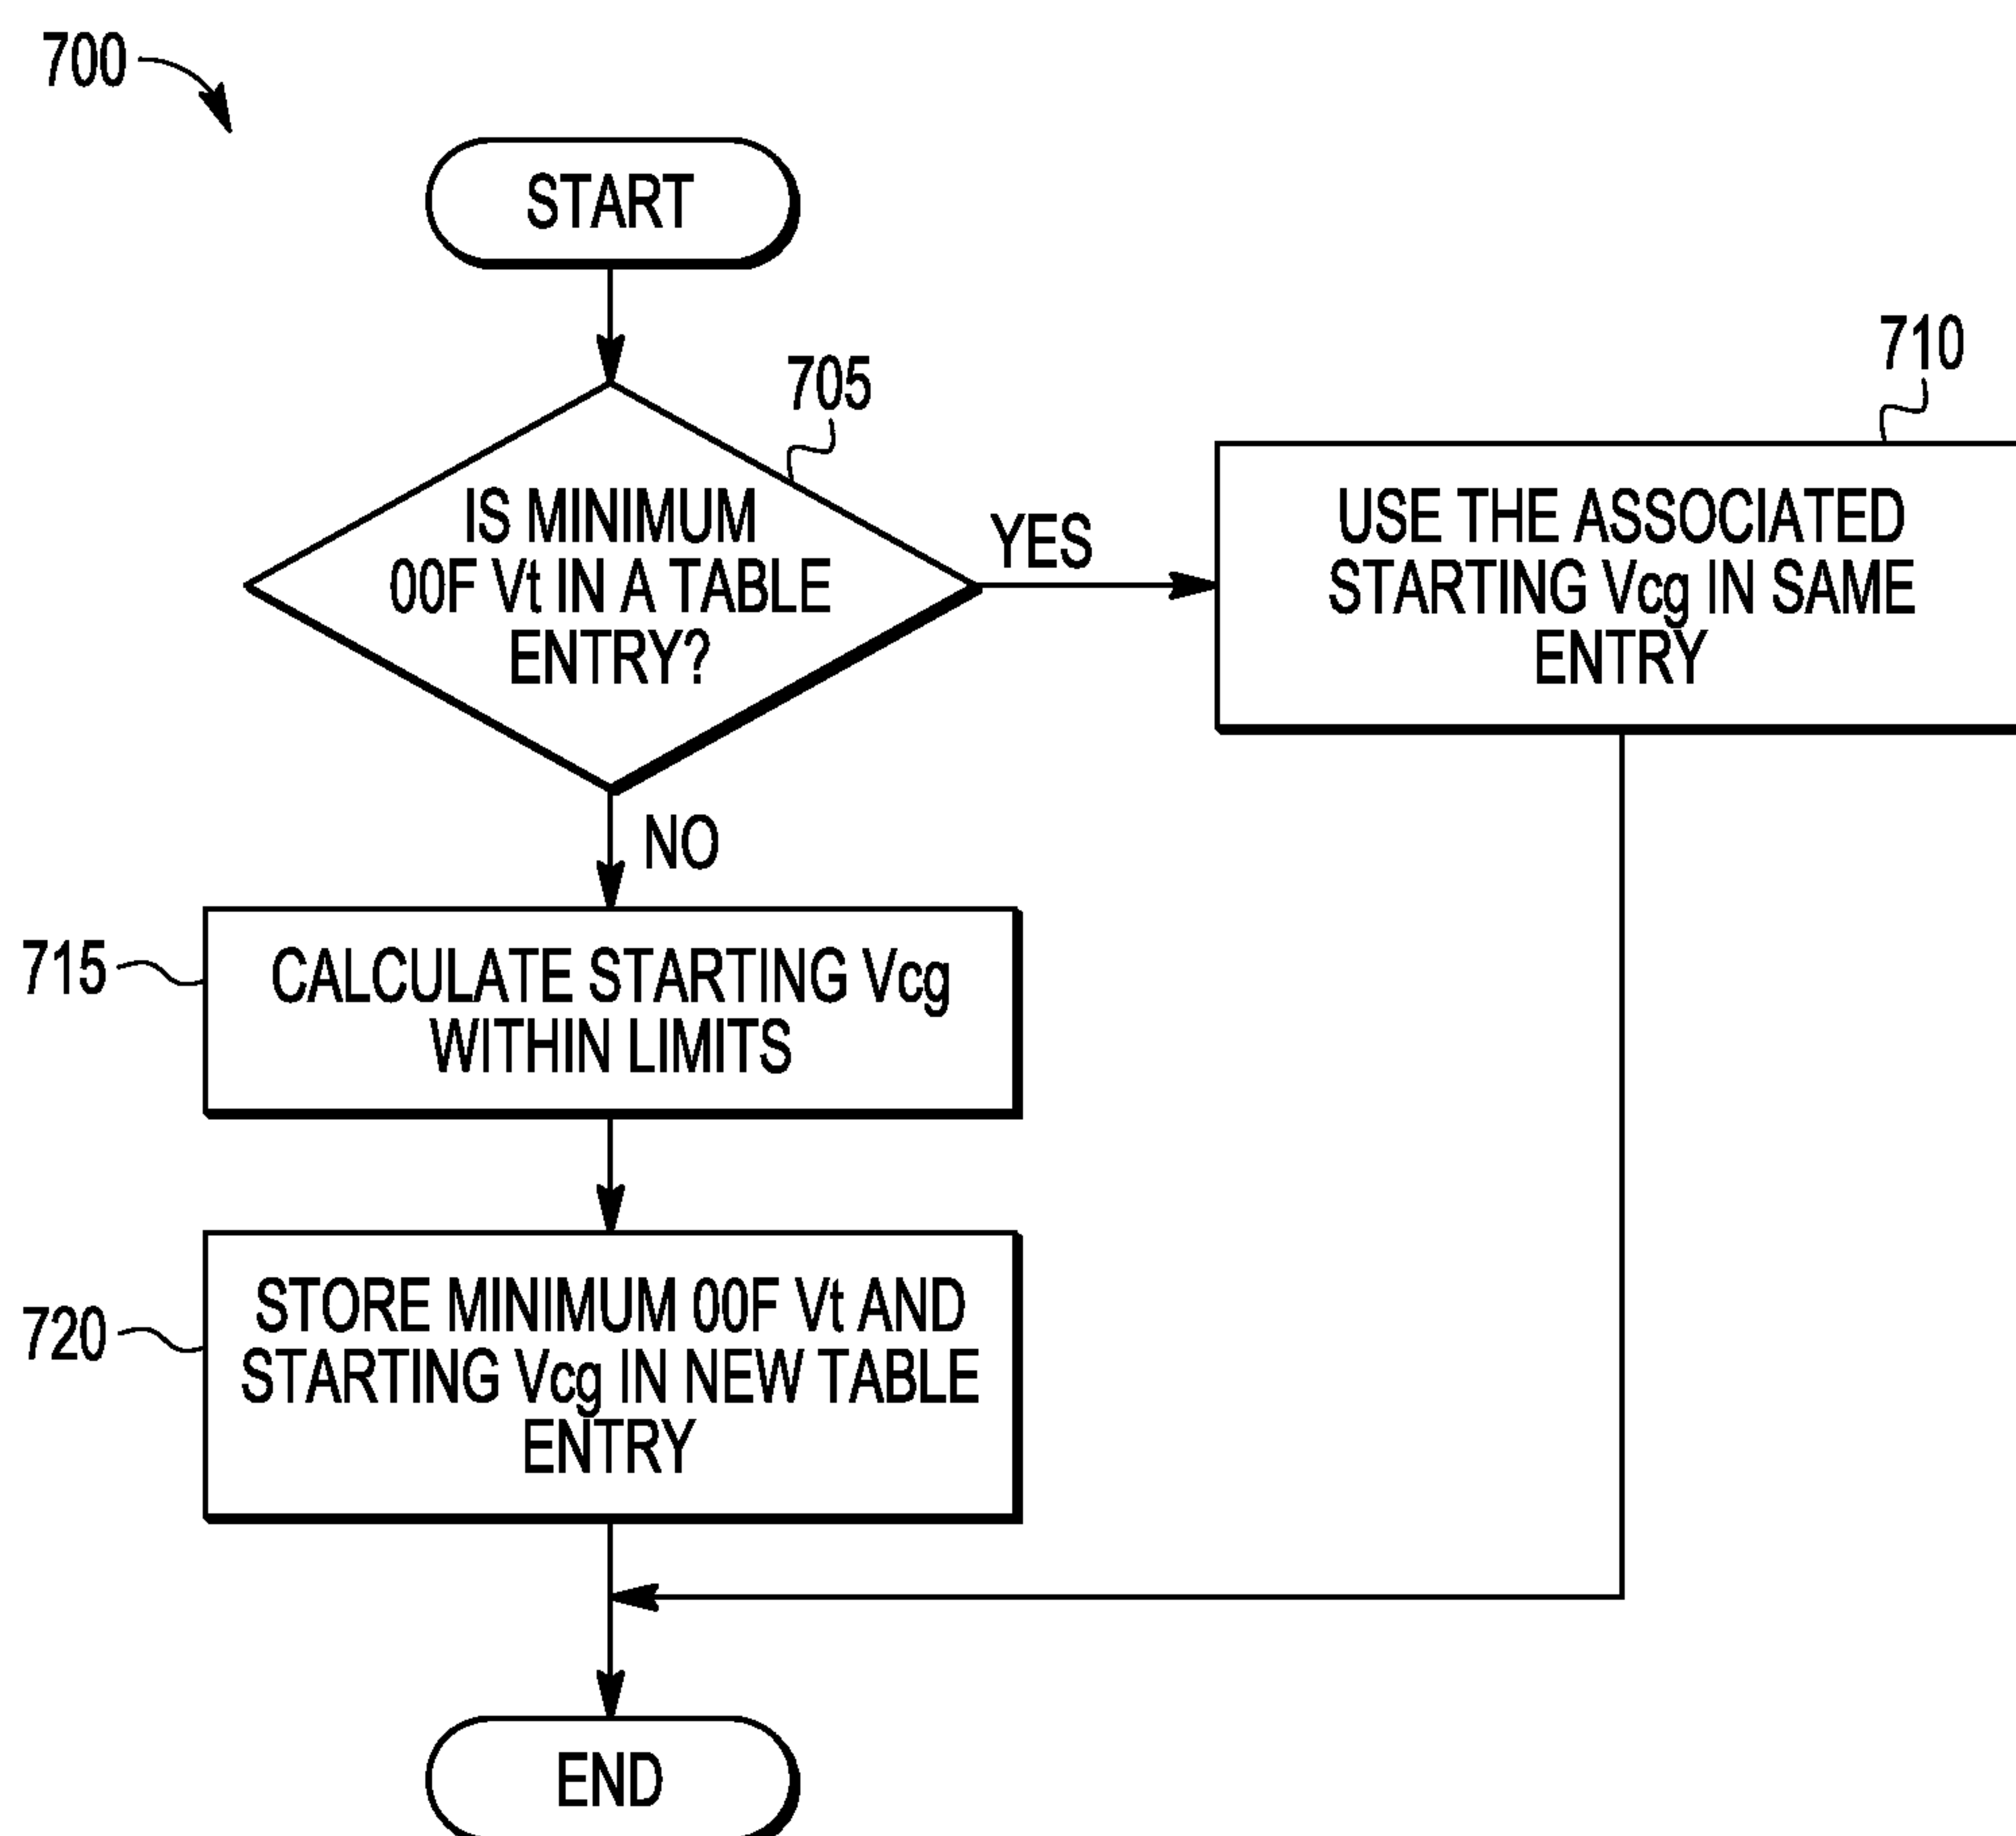 700
START
705
IS MINIMUM
00F Vt IN A TABLE
ENTRY?
YES
710
USE THE ASSOCIATED
STARTING Vcg IN SAME
ENTRY
NO
715
CALCULATE STARTING Vcg
WITHIN LIMITS
720
STORE MINIMUM 00F Vt AND
STARTING Vcg IN NEW TABLE
ENTRY
END